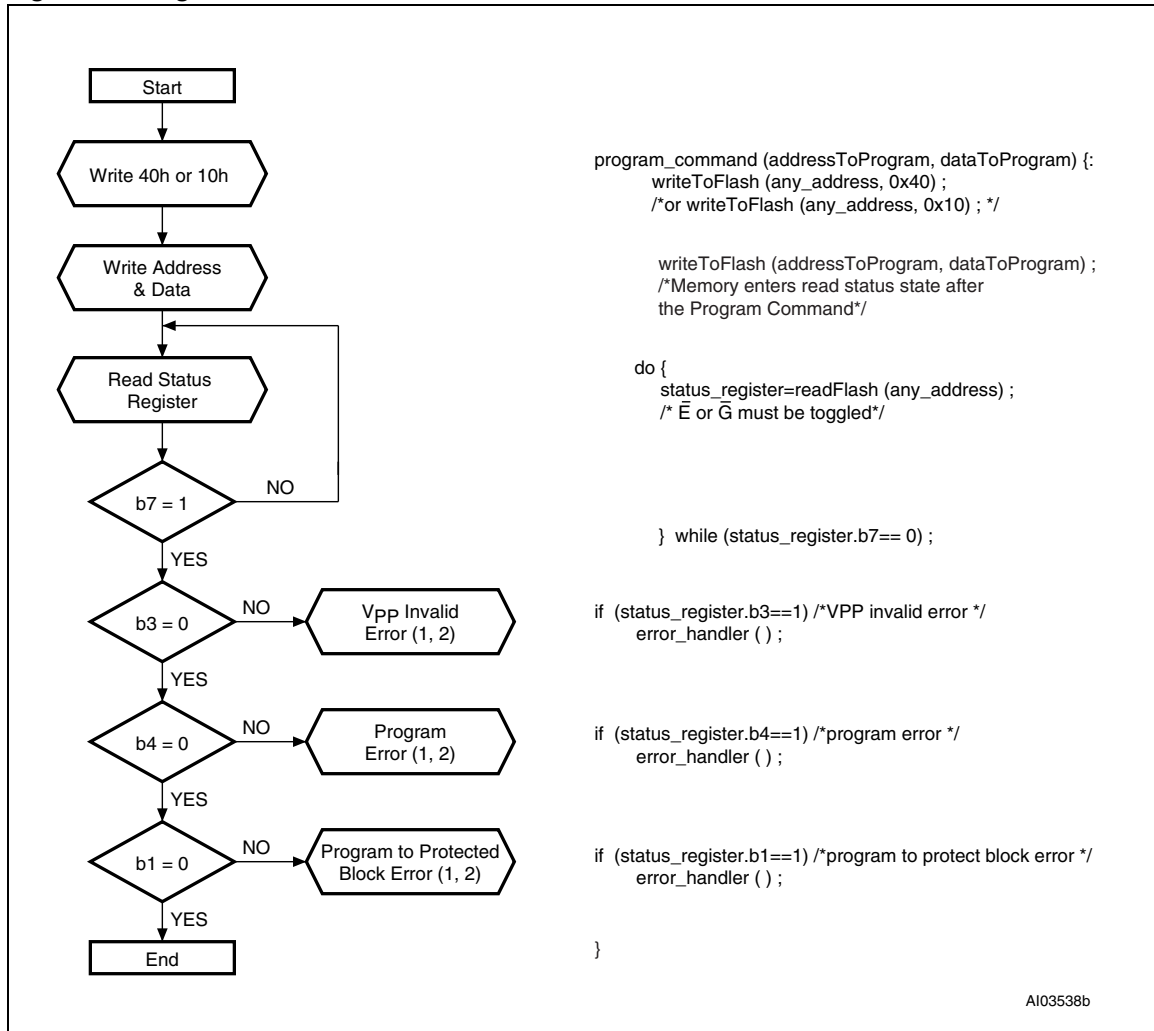 Start
Write 40h or 10h
Write Address
& Data
Read Status
Register
b7 = 1
NO
YES
b3 = 0
NO
VPP Invalid
Error (1, 2)
YES
b4 = 0
NO
Program
Error (1, 2)
YES
b1 = 0
NO
Program to Protected
Block Error (1, 2)
YES
End
program_command (addressToProgram, dataToProgram) {:
writeToFlash (any_address, 0x40) ;
/*or writeToFlash (any_address, 0x10) ; */
writeToFlash (addressToProgram, dataToProgram) ;
/*Memory enters read status state after
the Program Command*/
do {
status_register=readFlash (any_address) ;
/* E̅ or G̅ must be toggled*/
} while (status_register.b7== 0) ;
if (status_register.b3==1) /*VPP invalid error */
error_handler ( ) ;
if (status_register.b4==1) /*program error */
error_handler ( ) ;
if (status_register.b1==1) /*program to protect block error */
error_handler ( ) ;
}
AI03538b